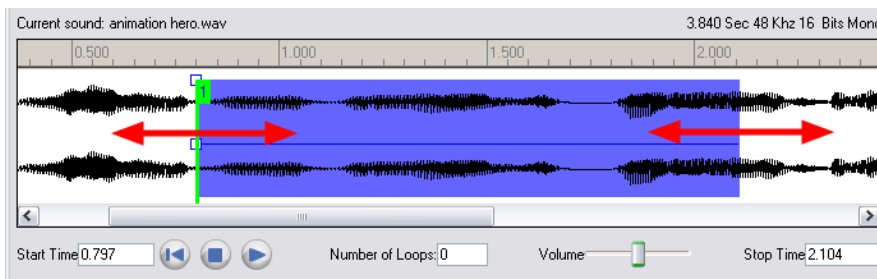 Current sound: animation hero.wav 3.840 Sec 48 Khz 16 Bits Mono
0.500 1.000 1.500 2.000
1
Start Time 0.797 Number of Loops: 0 Volume Stop Time 2.104